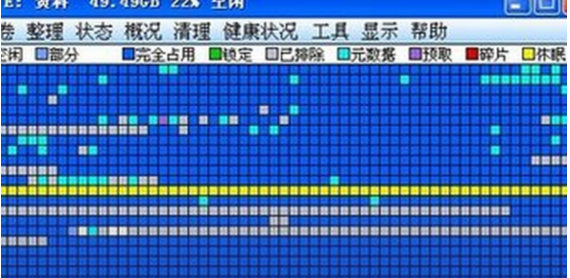 E: 资料 49.49GB 22% 空闲
卷 整理 状态 概况 清理 健康状况 工具 显示 帮助
空闲 部分 完全占用 锁定 已排除 元数据 预取 碎片 休眠